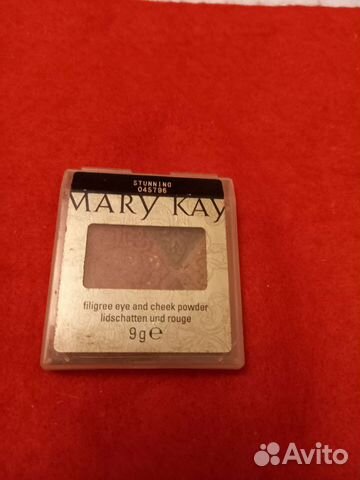 STUNNING
045796
MARY KAY
filigree eye and cheek powder
lidschatten und rouge
9g℮
Avito